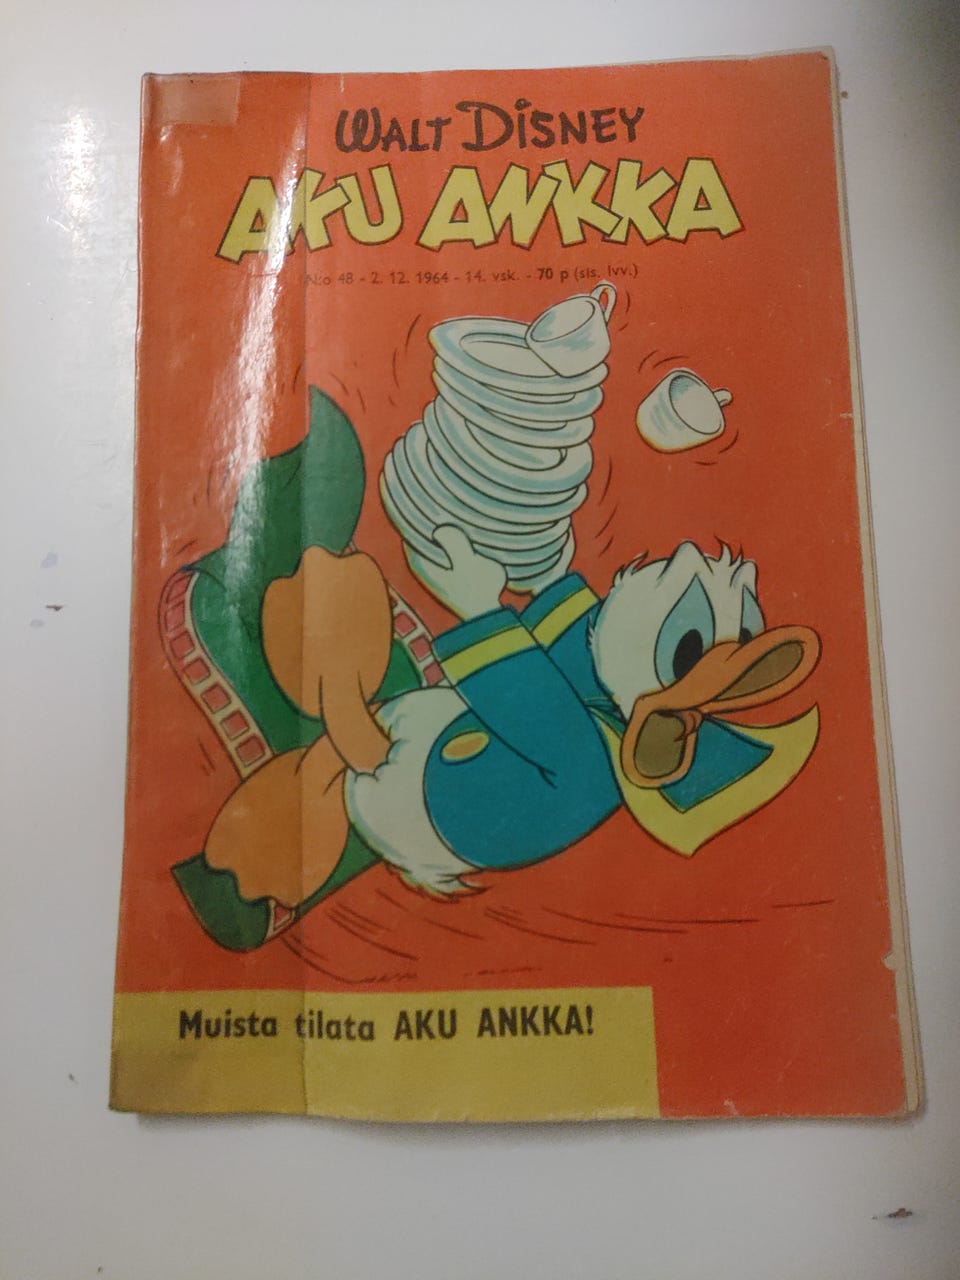 WALT DISNEY
AKU ANKKA
N:o 48 - 2. 12. 1964 - 14. vsk. - 70 p (sis. lvv.)
Muista tilata AKU ANKKA!